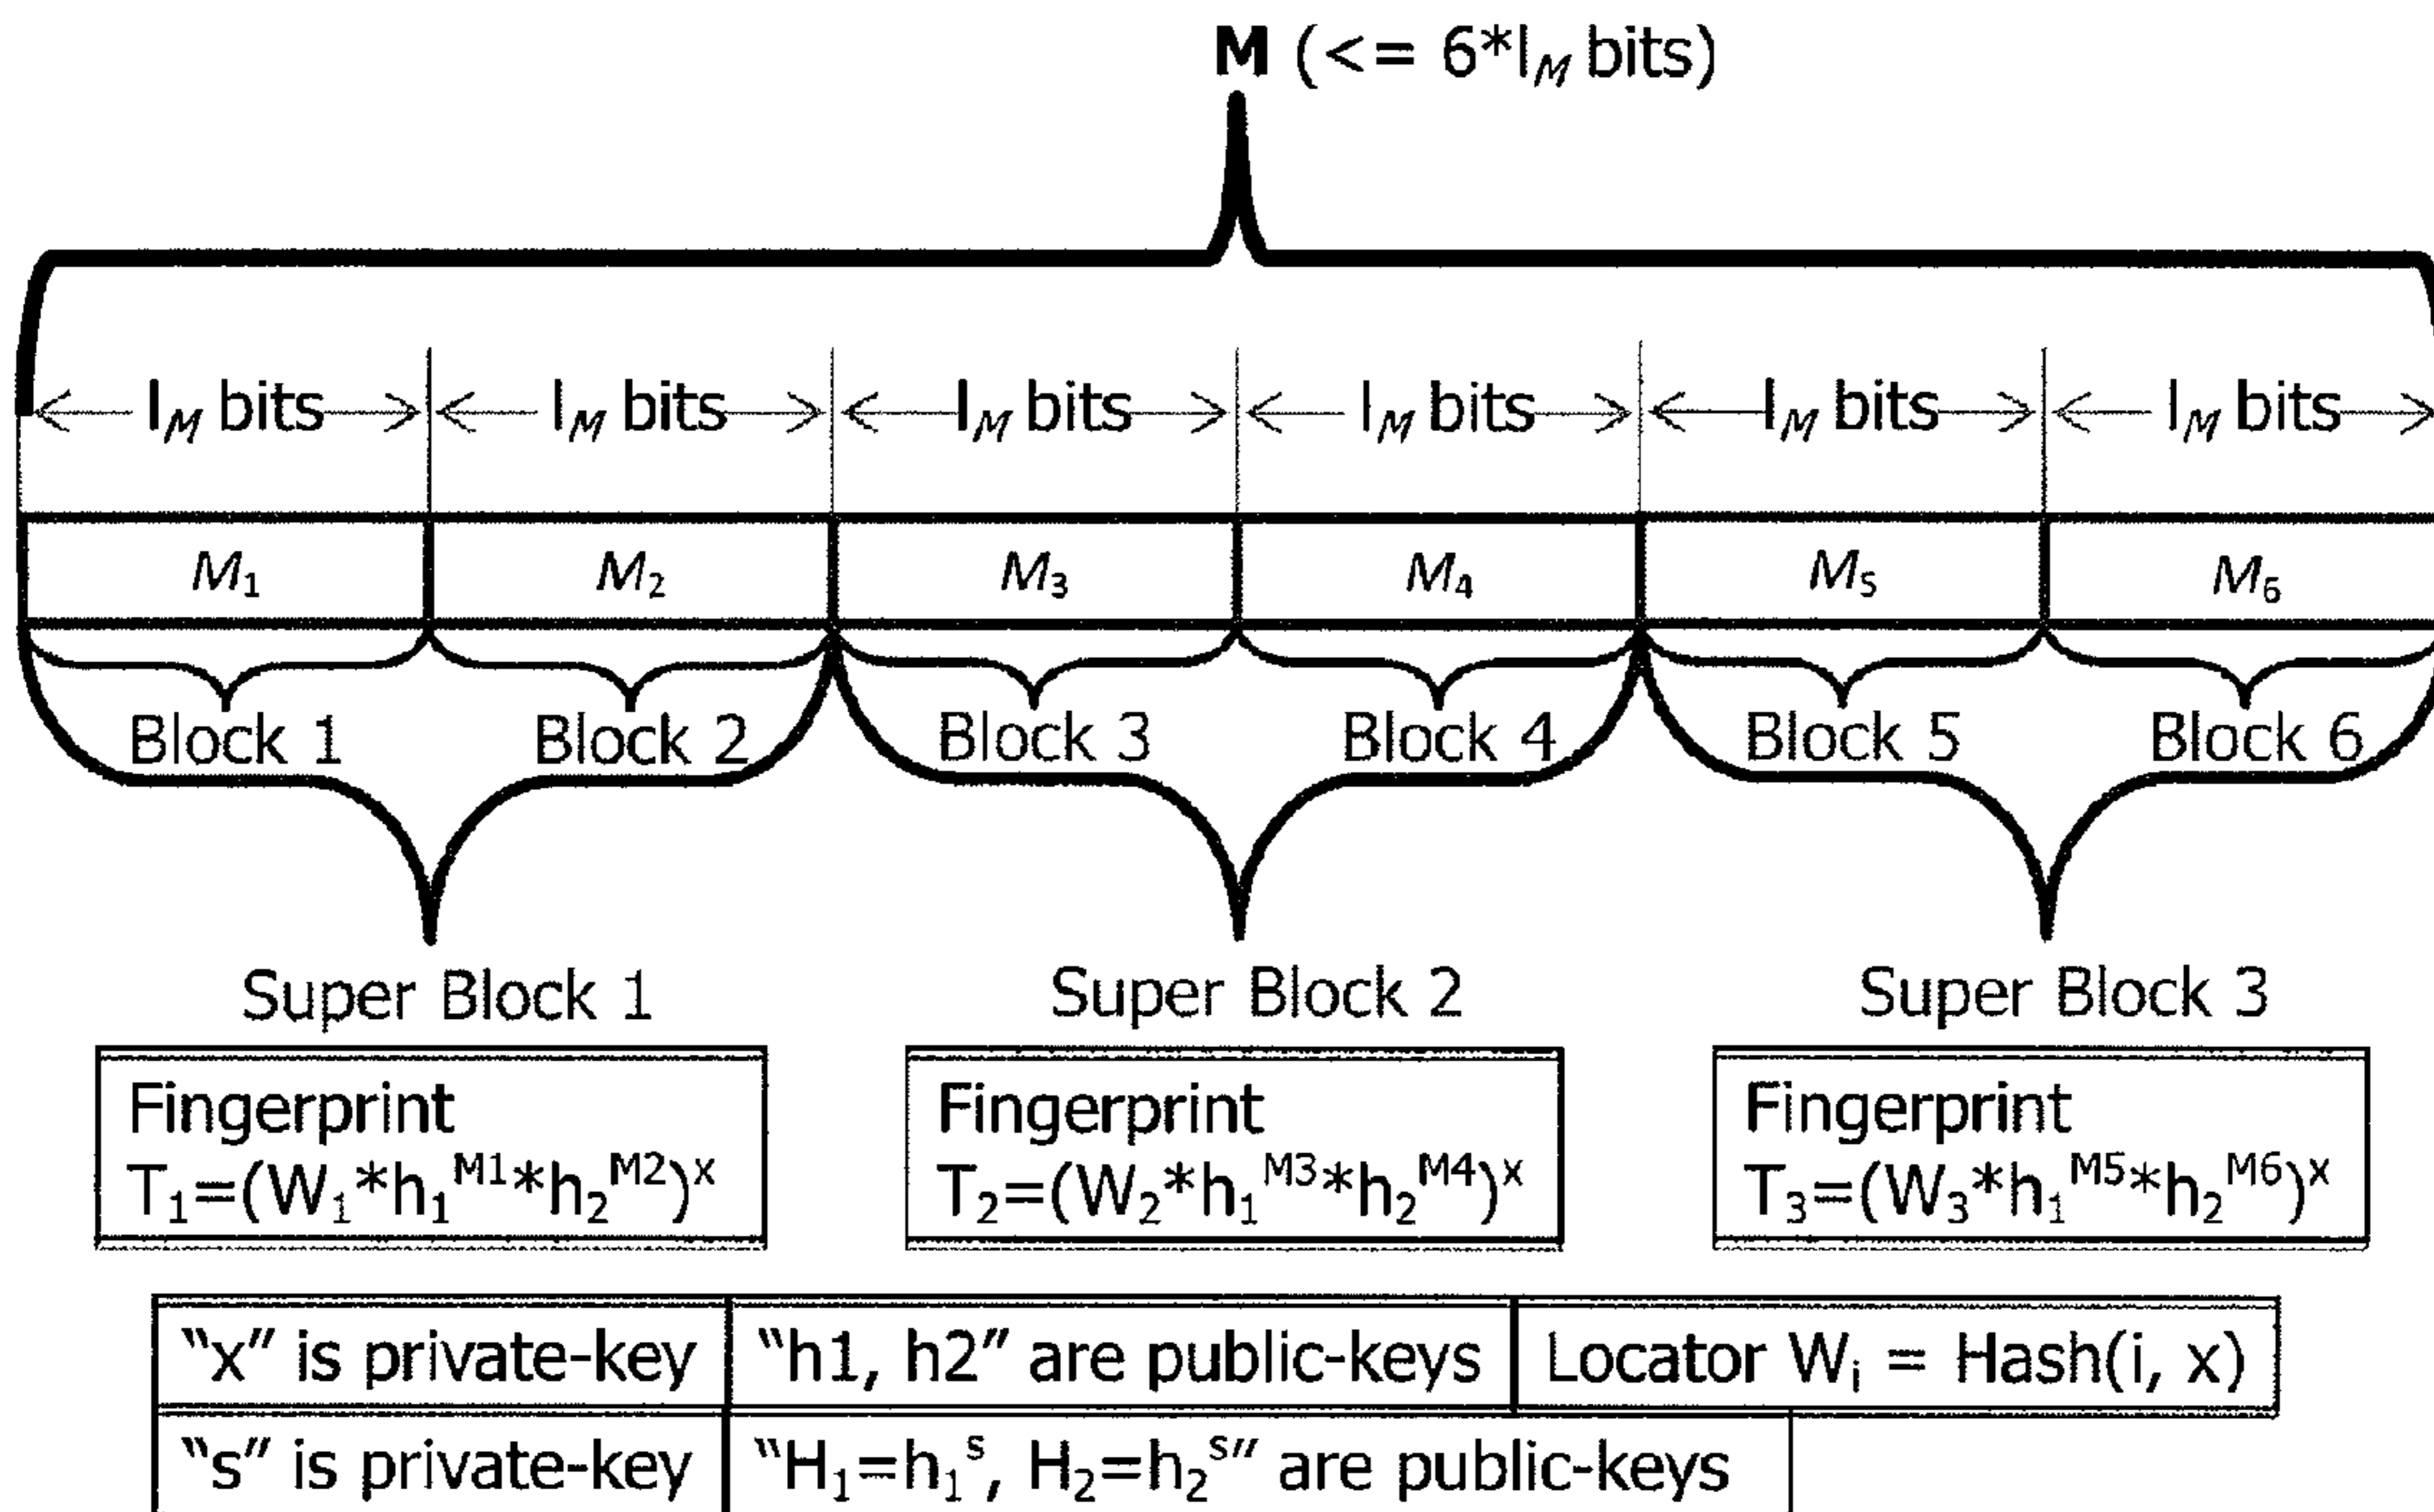 M (<= 6*l_M bits)
l_M bits l_M bits l_M bits l_M bits l_M bits l_M bits
M₁ M₂ M₃ M₄ M₅ M₆
Block 1 Block 2 Block 3 Block 4 Block 5 Block 6
Super Block 1 Super Block 2 Super Block 3
Fingerprint
T₁=(W₁*h₁^M1*h₂^M2)^x
Fingerprint
T₂=(W₂*h₁^M3*h₂^M4)^x
Fingerprint
T₃=(W₃*h₁^M5*h₂^M6)^x
“x” is private-key “h1, h2” are public-keys Locator Wᵢ = Hash(i, x)
“s” is private-key “H₁=h₁^s, H₂=h₂^s” are public-keys